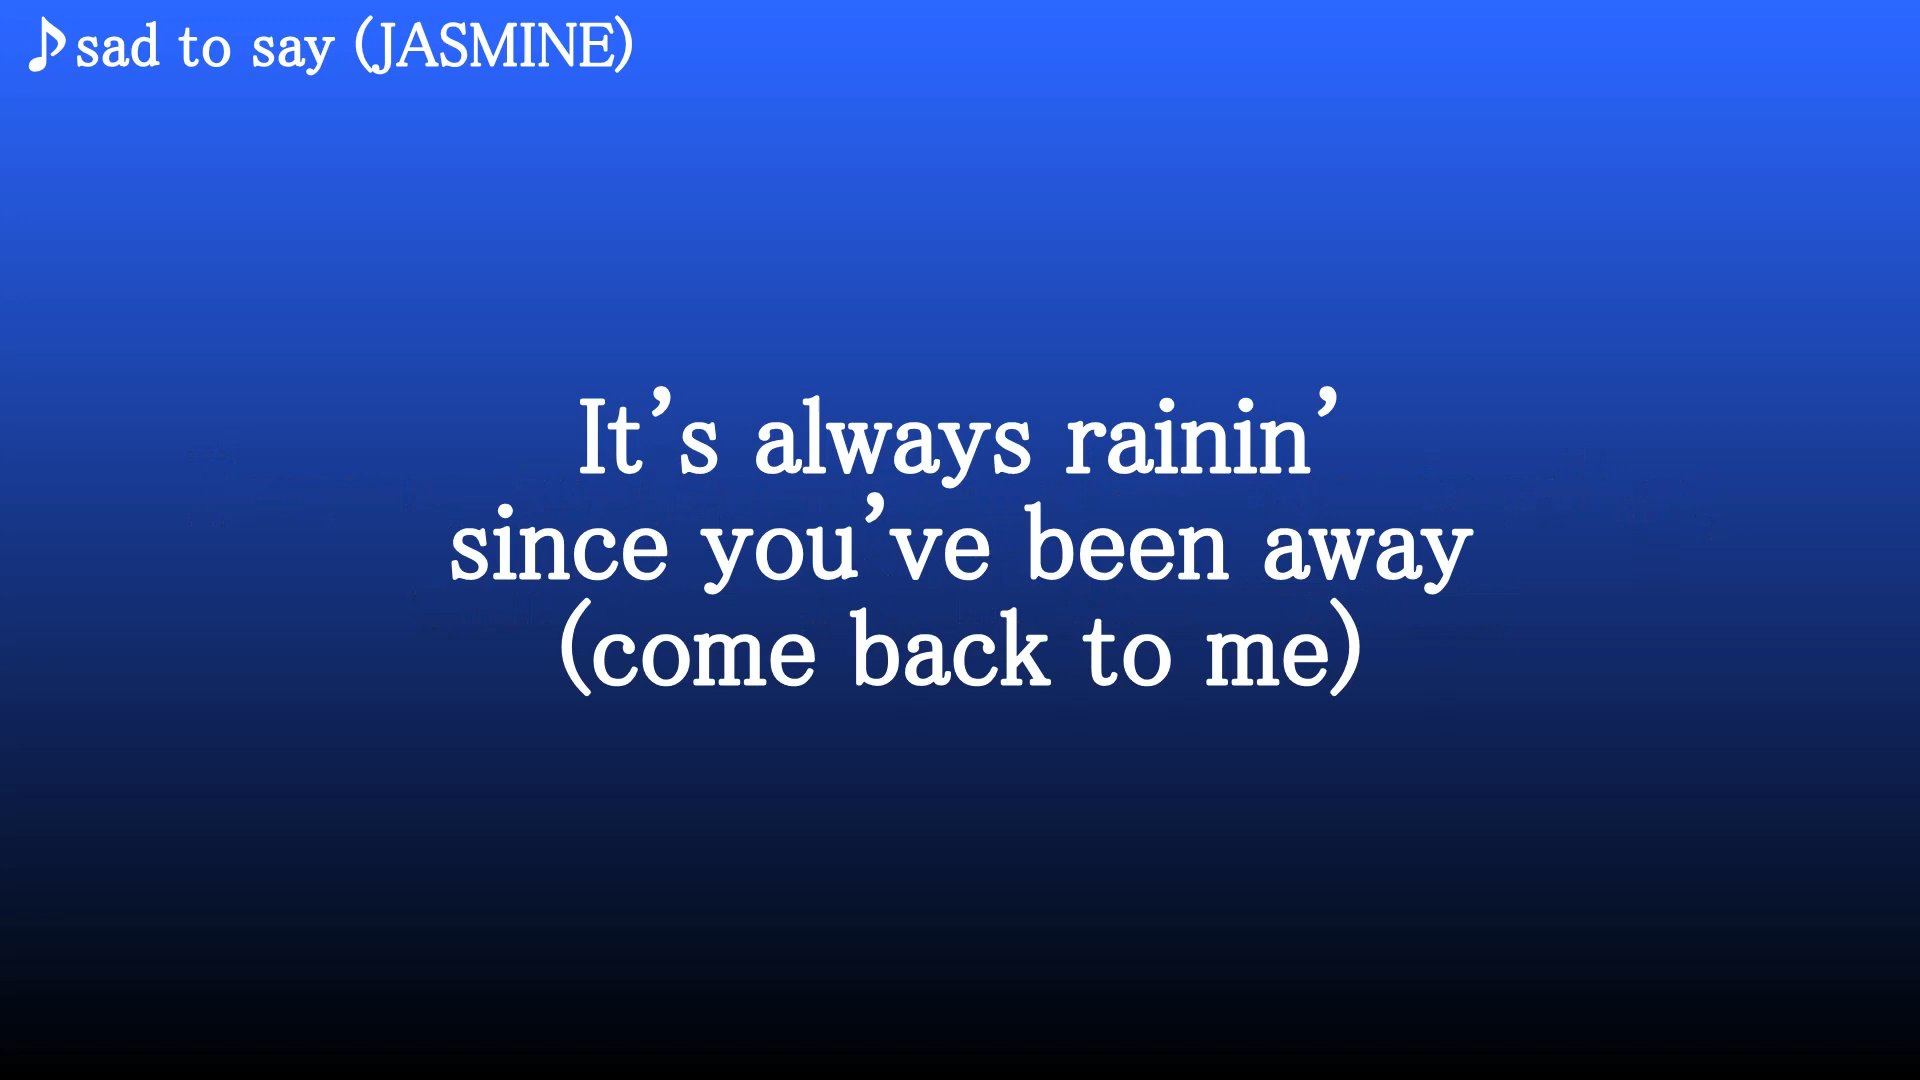 ♪sad to say (JASMINE)
It’s always rainin’
since you’ve been away
(come back to me)